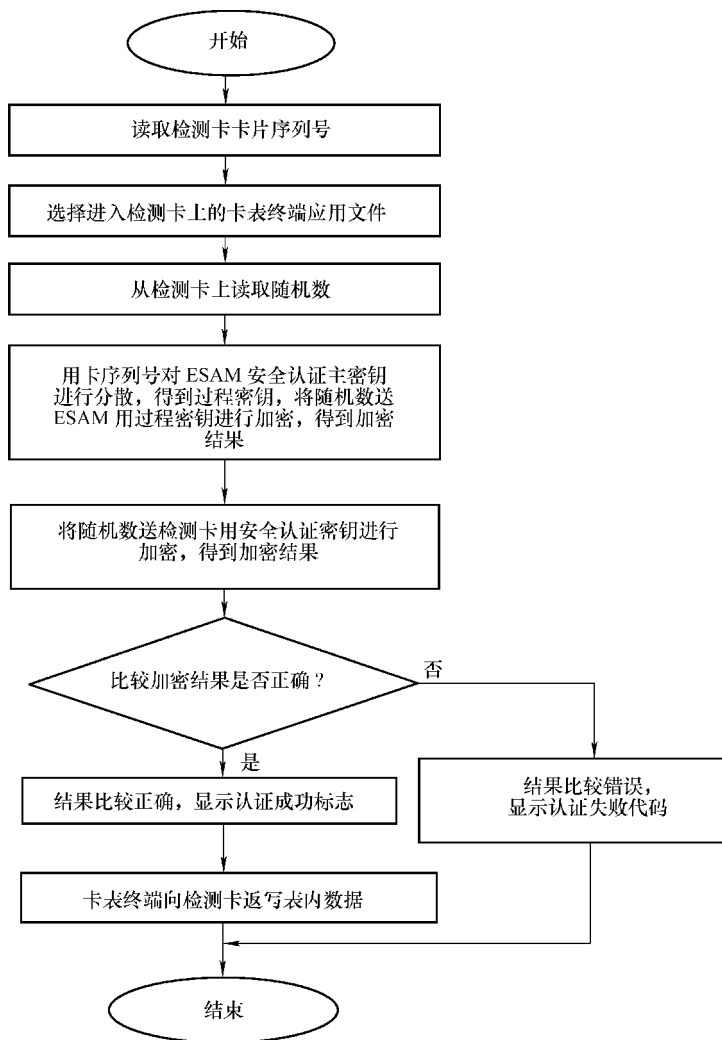 开始
读取检测卡卡片序列号
选择进入检测卡上的卡表终端应用文件
从检测卡上读取随机数
用卡序列号对 ESAM 安全认证主密钥
进行分散，得到过程密钥，将随机数送
ESAM 用过程密钥进行加密，得到加密
结果
将随机数送检测卡用安全认证密钥进行
加密，得到加密结果
比较加密结果是否正确？
否
是
结果比较正确，显示认证成功标志
结果比较错误，
显示认证失败代码
卡表终端向检测卡返写表内数据
结束